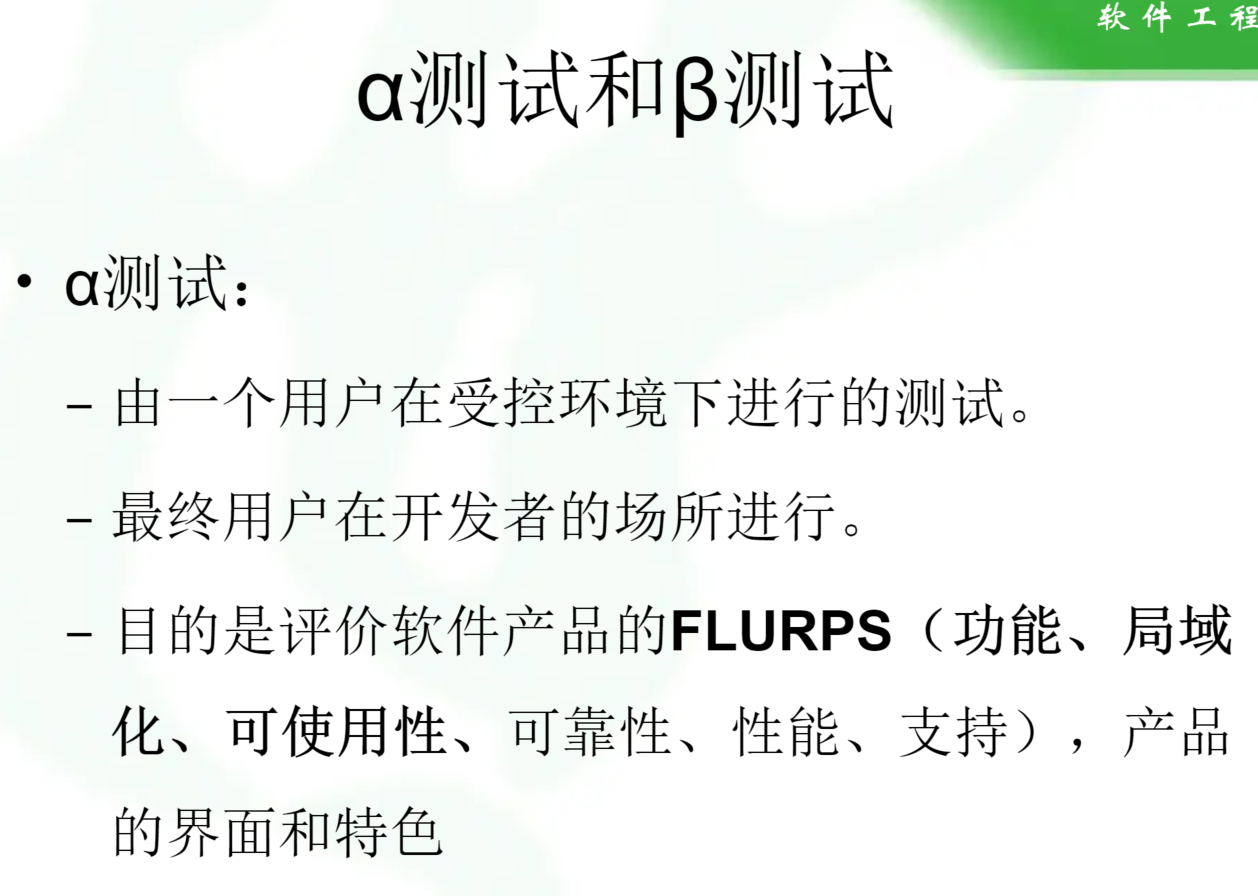 软件工程
α测试和β测试
• α测试：
– 由一个用户在受控环境下进行的测试。
– 最终用户在开发者的场所进行。
– 目的是评价软件产品的FLURPS（功能、局域
化、可使用性、可靠性、性能、支持），产品
的界面和特色